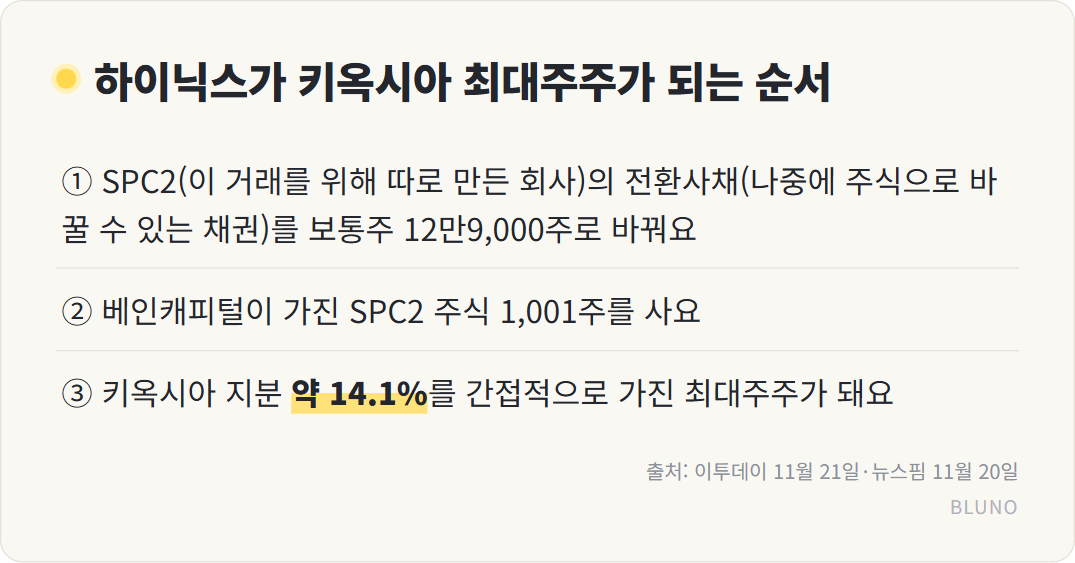 하이닉스가 키옥시아 최대주주가 되는 순서
① SPC2(이 거래를 위해 따로 만든 회사)의 전환사채(나중에 주식으로 바
꿀 수 있는 채권)를 보통주 12만9,000주로 바꿔요
② 베인캐피털이 가진 SPC2 주식 1,001주를 사요
③ 키옥시아 지분 약 14.1%를 간접적으로 가진 최대주주가 돼요
출처: 이투데이 11월 21일·뉴스핌 11월 20일
BLUNO